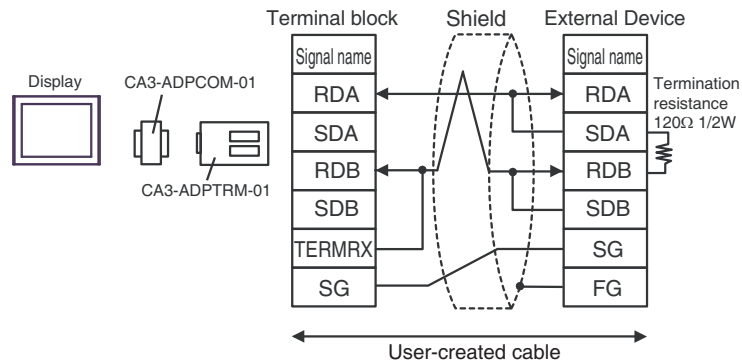 Terminal block
Shield
External Device
Display
CA3-ADPCOM-01
CA3-ADPTRM-01
Signal name
RDA
SDA
RDB
SDB
TERMRX
SG
Signal name
RDA
SDA
RDB
SDB
SG
FG
Termination
resistance
120Ω 1/2W
User-created cable